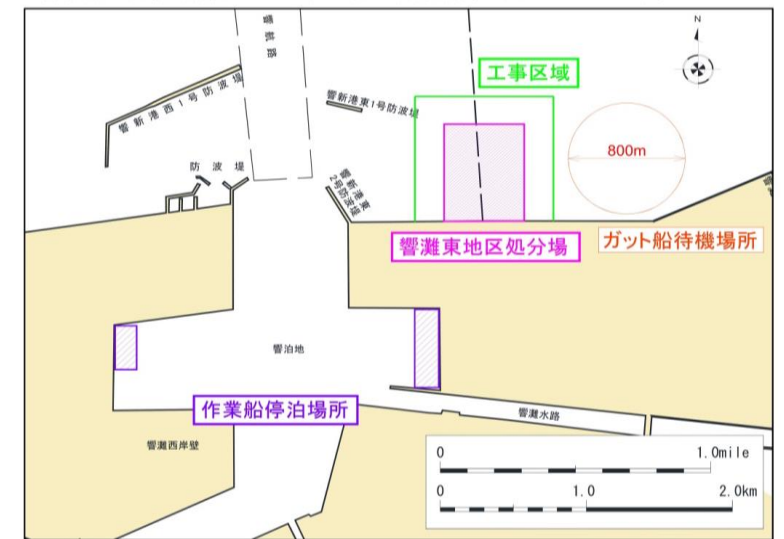 響航路
N
工事区域
響新港西1号防波堤
響新港東1号防波堤
800m
防波堤
響新港東
2号防波堤
響灘東地区処分場
ガット船待機場所
響泊地
作業船停泊場所
響灘水路
響灘西岸壁
0 1.0mile
0 1.0 2.0km